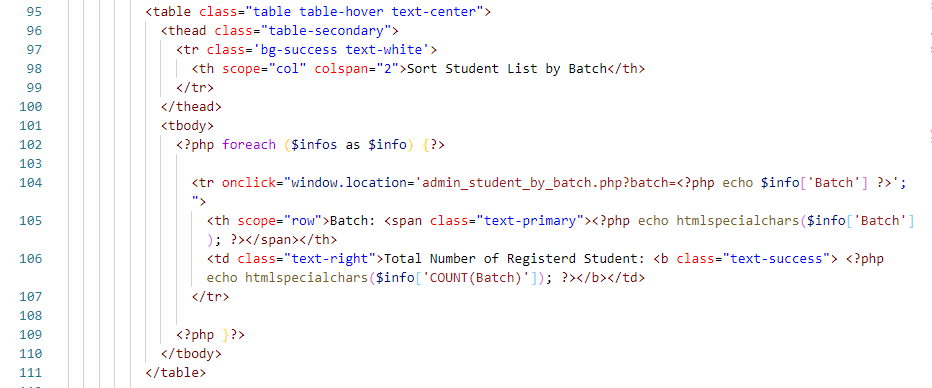 95 <table class="table table-hover text-center">
96 <thead class="table-secondary">
97 <tr class='bg-success text-white'>
98 <th scope="col" colspan="2">Sort Student List by Batch</th>
99 </tr>
100 </thead>
101 <tbody>
102 <?php foreach ($infos as $info) {?>
103
104 <tr onclick="window.location='admin_student_by_batch.php?batch=<?php echo $info['Batch'] ?>';
">
105 <th scope="row">Batch: <span class="text-primary"><?php echo htmlspecialchars($info['Batch']
); ?></span></th>
106 <td class="text-right">Total Number of Registerd Student: <b class="text-success"> <?php
echo htmlspecialchars($info['COUNT(Batch)']); ?></b></td>
107 </tr>
108
109 <?php }?>
110 </tbody>
111 </table>